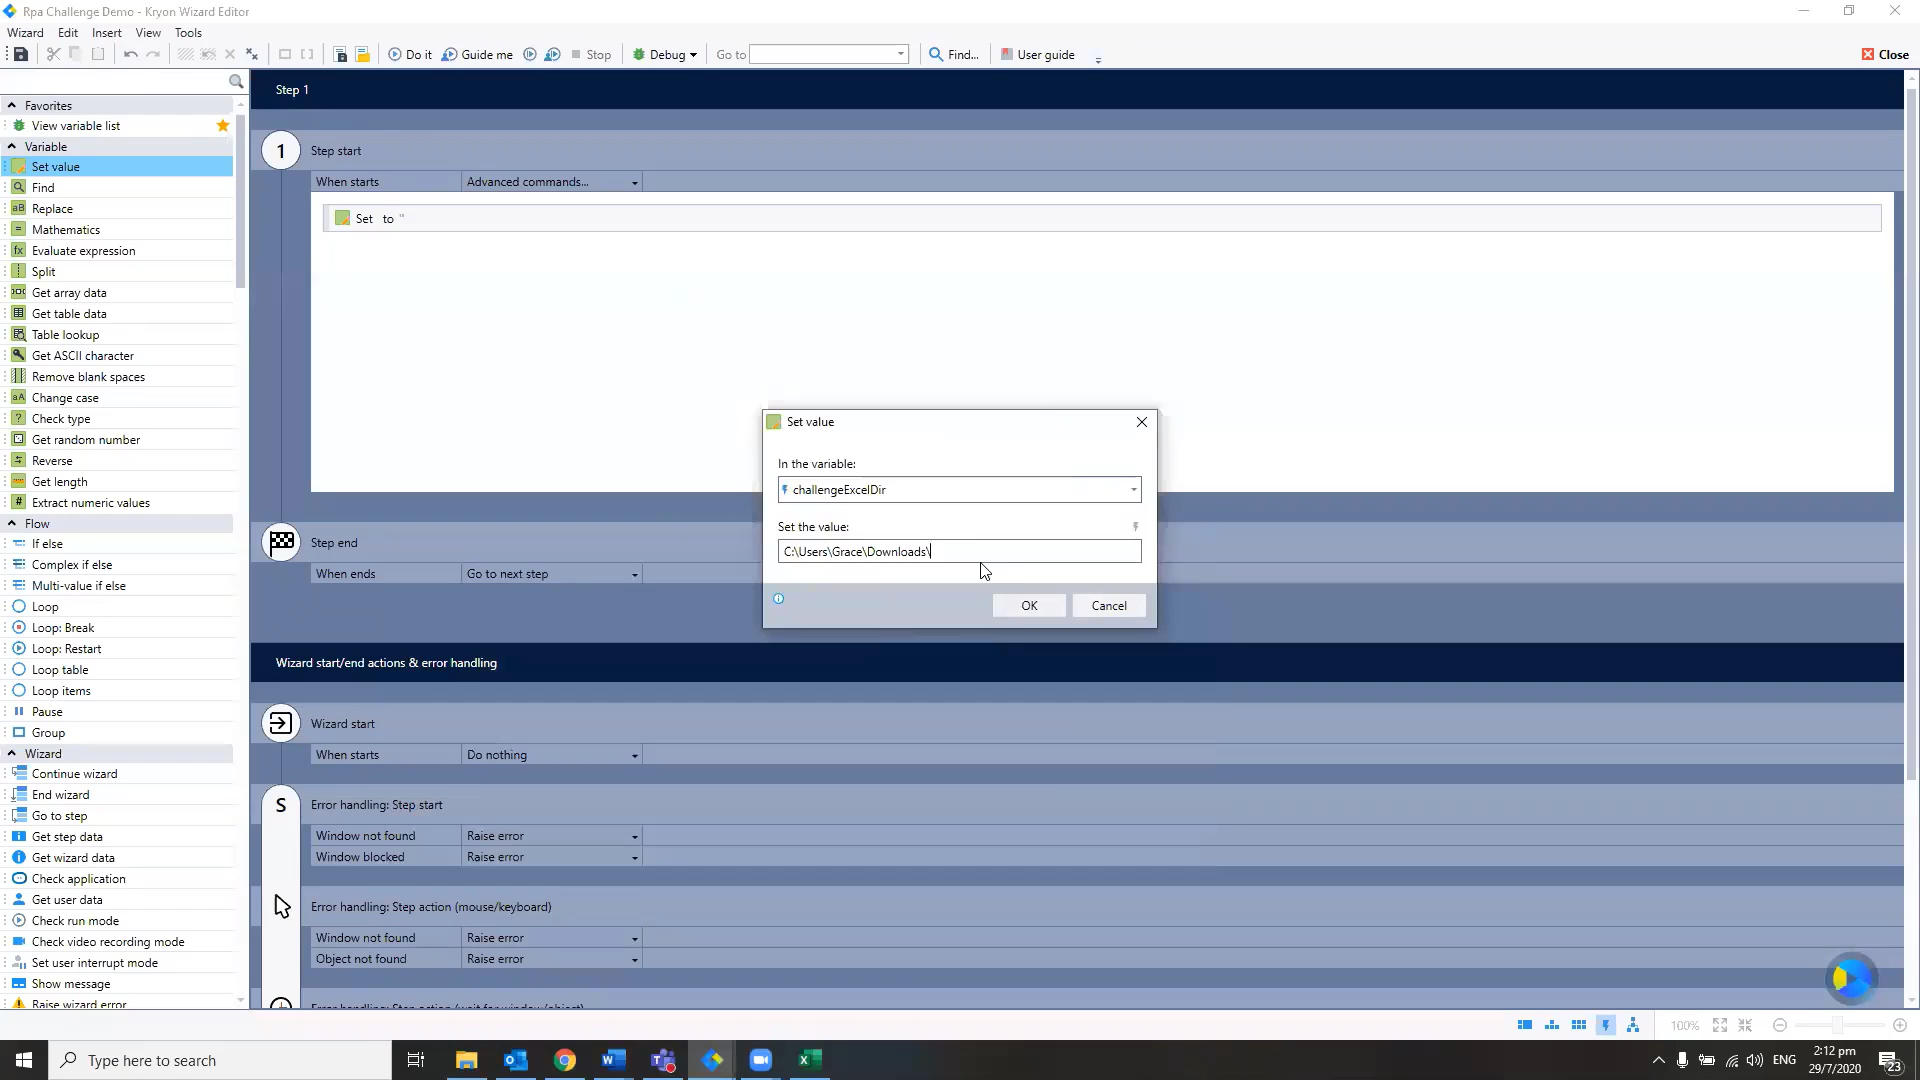 Rpa Challenge Demo - Kryon Wizard Editor
Wizard Edit Insert View Tools
Do it Guide me Stop Debug Go to Find... User guide Close
Favorites
View variable list
Variable
Set value
Find
Replace
Mathematics
Evaluate expression
Split
Get array data
Get table data
Table lookup
Get ASCII character
Remove blank spaces
Change case
Check type
Get random number
Reverse
Get length
Extract numeric values
Flow
If else
Complex if else
Multi-value if else
Loop
Loop: Break
Loop: Restart
Loop table
Loop items
Pause
Group
Wizard
Continue wizard
End wizard
Go to step
Get step data
Get wizard data
Check application
Get user data
Check run mode
Check video recording mode
Set user interrupt mode
Show message
Raise wizard error
Step 1
1 Step start
When starts Advanced commands...
Set to ''
Set value
In the variable:
challengeExcelDir
Set the value:
C:\Users\Grace\Downloads\
OK Cancel
Step end
When ends Go to next step
Wizard start/end actions & error handling
Wizard start
When starts Do nothing
S Error handling: Step start
Window not found Raise error
Window blocked Raise error
Error handling: Step action (mouse/keyboard)
Window not found Raise error
Object not found Raise error
Error handling: Step action (wait for window/object)
100%
Type here to search
ENG
2:12 pm
29/7/2020
23